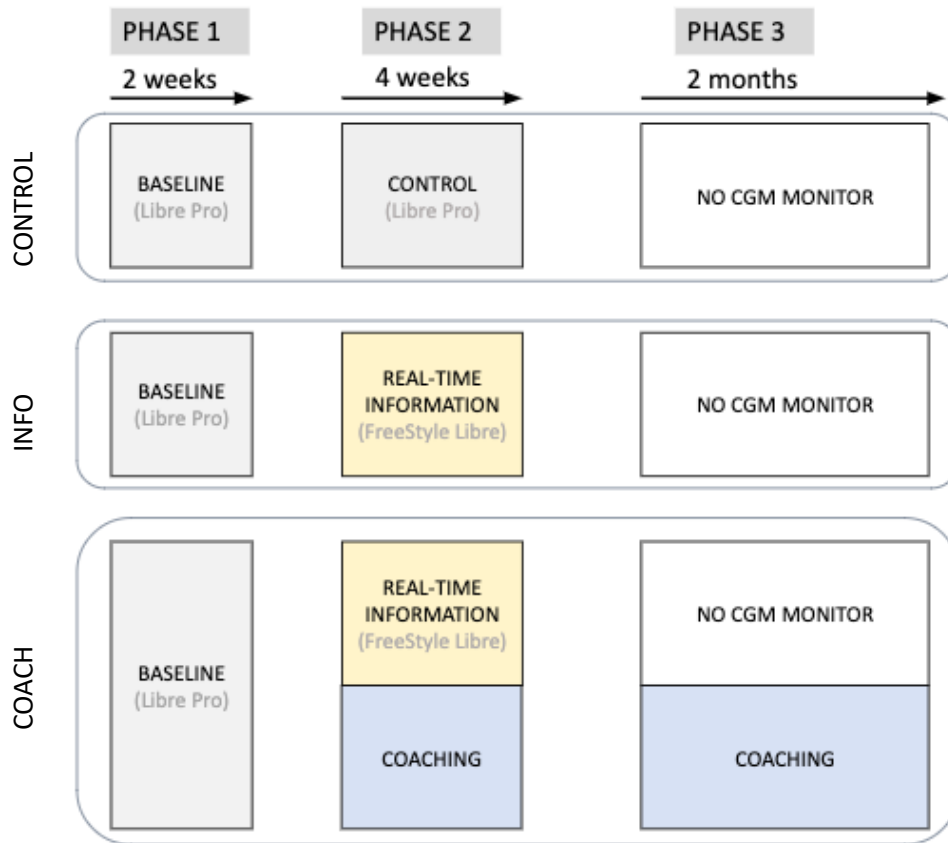 PHASE 1
PHASE 2
PHASE 3
2 weeks
4 weeks
2 months
CONTROL
BASELINE
(Libre Pro)
CONTROL
(Libre Pro)
NO CGM MONITOR
INFO
BASELINE
(Libre Pro)
REAL-TIME
INFORMATION
(FreeStyle Libre)
NO CGM MONITOR
COACH
BASELINE
(Libre Pro)
REAL-TIME
INFORMATION
(FreeStyle Libre)
COACHING
NO CGM MONITOR
COACHING